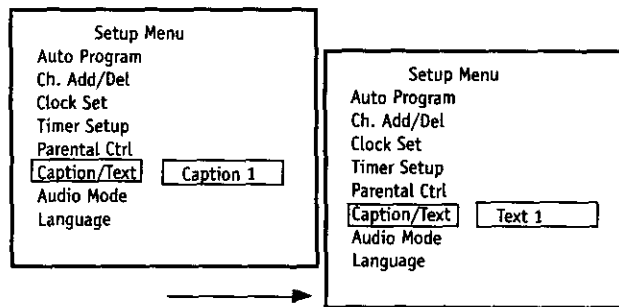 Setup Menu
Auto Program
Ch. Add/Del
Clock Set
Timer Setup
Parental Ctrl
Caption/Text Caption 1
Audio Mode
Language
Setup Menu
Auto Program
Ch. Add/Del
Clock Set
Timer Setup
Parental Ctrl
Caption/Text Text 1
Audio Mode
Language